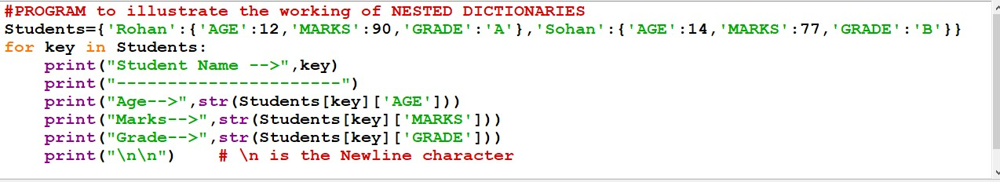 #PROGRAM to illustrate the working of NESTED DICTIONARIES
Students={'Rohan':{'AGE':12,'MARKS':90,'GRADE':'A'},'Sohan':{'AGE':14,'MARKS':77,'GRADE':'B'}}
for key in Students:
    print("Student Name -->",key)
    print("----------------------")
    print("Age-->",str(Students[key]['AGE']))
    print("Marks-->",str(Students[key]['MARKS']))
    print("Grade-->",str(Students[key]['GRADE']))
    print("\n\n")    # \n is the Newline character